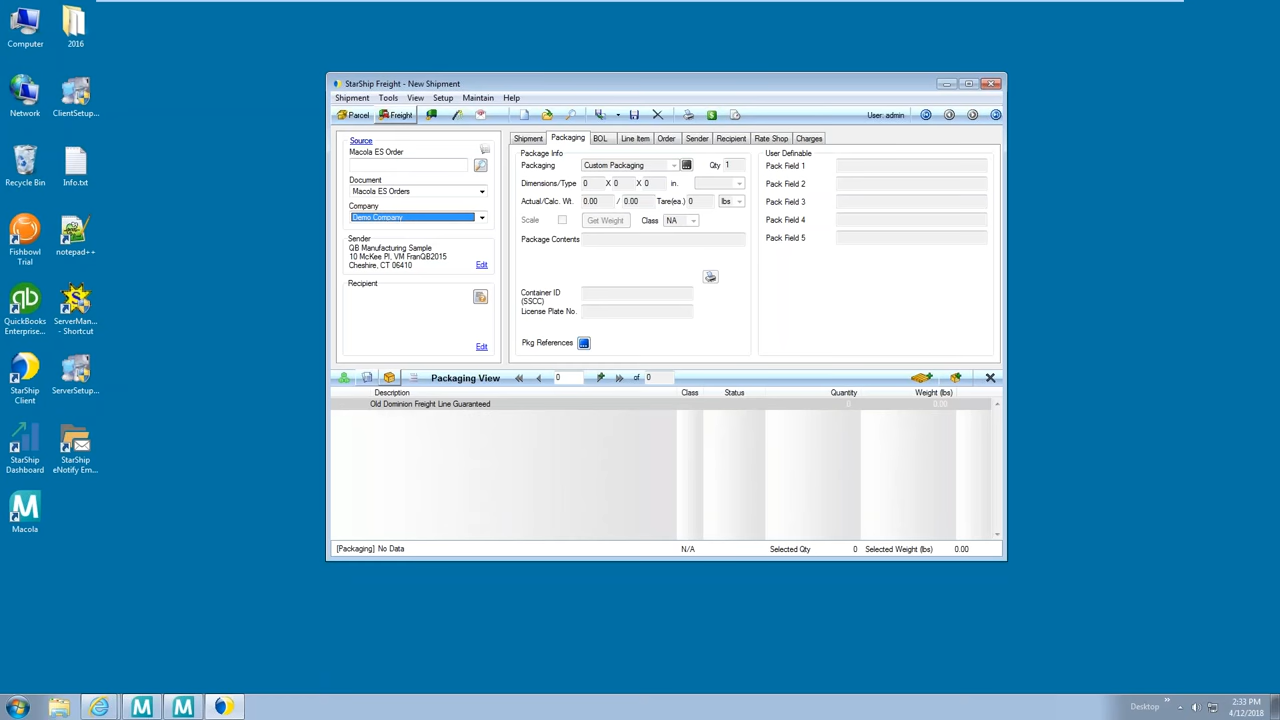 Computer
2016
Network
ClientSetup...
Recycle Bin
Info.txt
Fishbowl
Trial
notepad++
QuickBooks
Enterprise...
ServerMan...
- Shortcut
StarShip
Client
ServerSetup...
StarShip
Dashboard
StarShip
eNotify Em...
Macola
StarShip Freight - New Shipment
Shipment Tools View Setup Maintain Help
Parcel Freight User: admin
Source
Macola ES Order
Document
Macola ES Orders
Company
Demo Company
Sender
QB Manufacturing Sample
10 McKee Pl, VM FranQB2015
Cheshire, CT 06410
Edit
Recipient
Edit
Shipment Packaging BOL Line Item Order Sender Recipient Rate Shop Charges
Package Info
Packaging Custom Packaging Qty 1
Dimensions/Type 0 X 0 X 0 in.
Actual/Calc. Wt. 0.00 / 0.00 Tare(ea.) 0 lbs
Scale Get Weight Class NA
Package Contents
Container ID
(SSCC)
License Plate No.
Pkg References
User Definable
Pack Field 1
Pack Field 2
Pack Field 3
Pack Field 4
Pack Field 5
Packaging View 0 of 0
Description Class Status Quantity Weight (lbs)
Old Dominion Freight Line Guaranteed 0 0.00
[Packaging] No Data N/A Selected Qty 0 Selected Weight (lbs) 0.00
Desktop
2:33 PM
4/12/2018